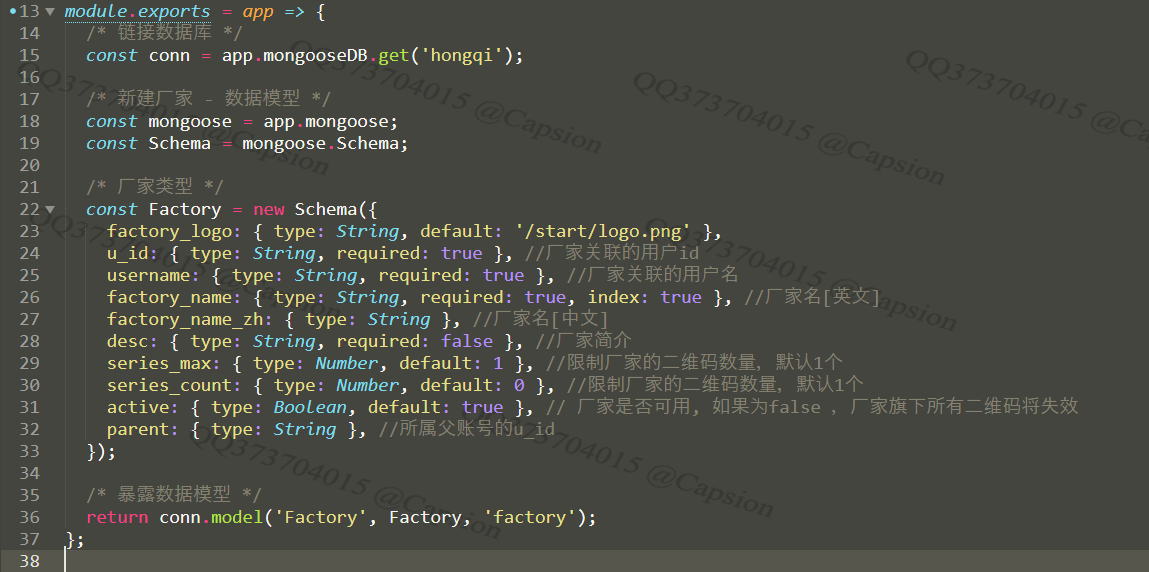 13 module.exports = app => {
14 /* 链接数据库 */
15 const conn = app.mongooseDB.get('hongqi');
16
17 /* 新建厂家 - 数据模型 */
18 const mongoose = app.mongoose;
19 const Schema = mongoose.Schema;
20
21 /* 厂家类型 */
22 const Factory = new Schema({
23 factory_logo: { type: String, default: '/start/logo.png' },
24 u_id: { type: String, required: true }, //厂家关联的用户id
25 username: { type: String, required: true }, //厂家关联的用户名
26 factory_name: { type: String, required: true, index: true }, //厂家名[英文]
27 factory_name_zh: { type: String }, //厂家名[中文]
28 desc: { type: String, required: false }, //厂家简介
29 series_max: { type: Number, default: 1 }, //限制厂家的二维码数量, 默认1个
30 series_count: { type: Number, default: 0 }, //限制厂家的二维码数量, 默认1个
31 active: { type: Boolean, default: true }, // 厂家是否可用, 如果为false , 厂家旗下所有二维码将失效
32 parent: { type: String }, //所属父账号的u_id
33 });
34
35 /* 暴露数据模型 */
36 return conn.model('Factory', Factory, 'factory');
37 };
38
QQ373704015 @Capsion
QQ373704015 @Capsion
QQ373704015 @Ca
QQ373704015 @Capsion
QQ373704015 @Capsion
QQ373704015 @Capsion
QQ373704015 @Capsion
QQ373704015 @Capsion